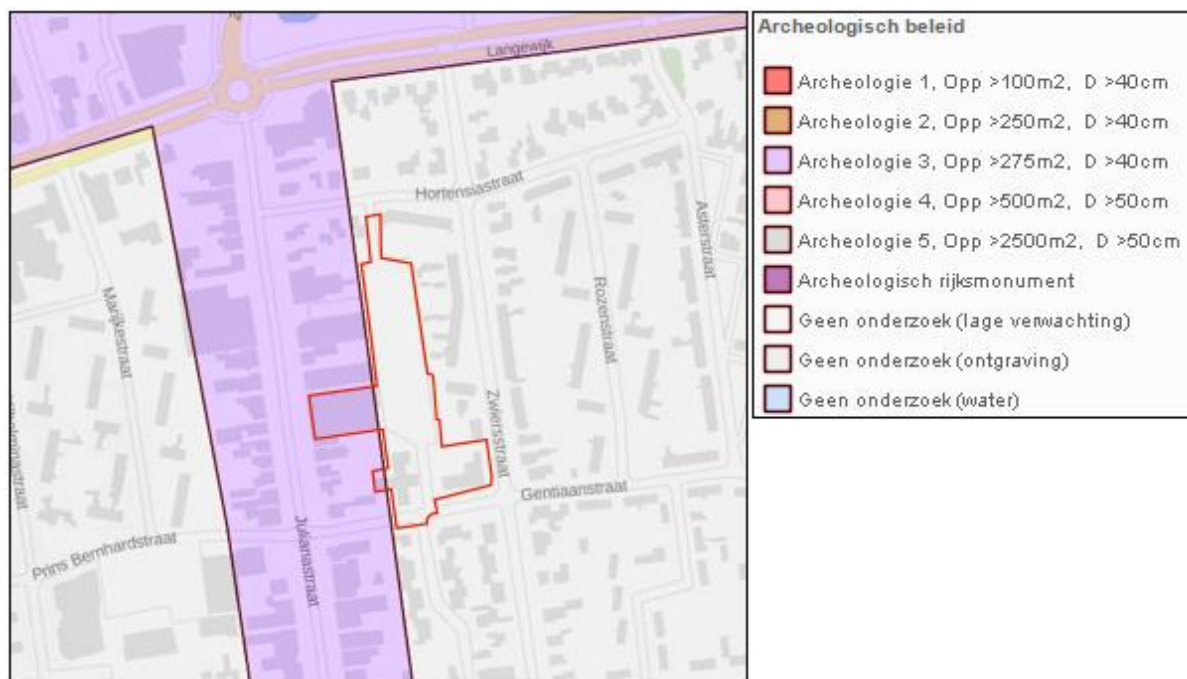 Langewijk
Hortensiastraat
Asterstraat
Marijkestraat
Rozenstraat
Zwiersstraat
Gentiaanstraat
Julianastraat
Prins Bernhardstraat
Archeologisch beleid
Archeologie 1, Opp >100m2, D >40cm
Archeologie 2, Opp >250m2, D >40cm
Archeologie 3, Opp >275m2, D >40cm
Archeologie 4, Opp >500m2, D >50cm
Archeologie 5, Opp >2500m2, D >50cm
Archeologisch rijksmonument
Geen onderzoek (lage verwachting)
Geen onderzoek (ontgraving)
Geen onderzoek (water)